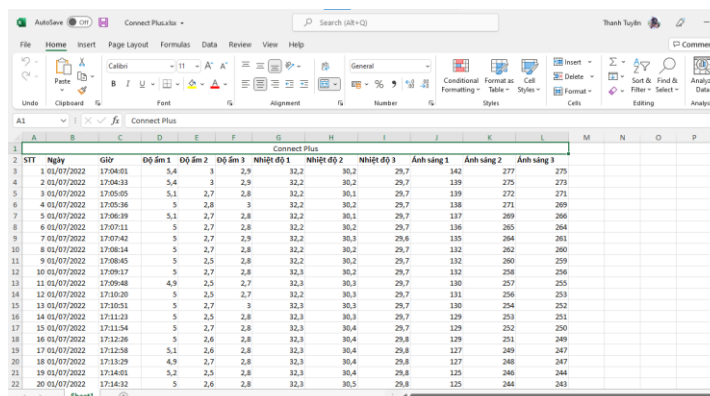 AutoSave Off Connect Plus.xlsx Search (Alt+Q) Thanh Tuyền
File Home Insert Page Layout Formulas Data Review View Help Commen
Paste Calibri 11 A A General Conditional Formatting Format as Table Cell Styles Insert Delete Format Sort & Filter Find & Select Analyz Data
B I U A % 9
Undo Clipboard Font Alignment Number Styles Cells Editing Analysis
A1 fx Connect Plus
A B C D E F G H I J K L M N O P
1 Connect Plus
2 STT Ngày Giờ Độ ẩm 1 Độ ẩm 2 Độ ẩm 3 Nhiệt độ 1 Nhiệt độ 2 Nhiệt độ 3 Ánh sáng 1 Ánh sáng 2 Ánh sáng 3
3 1 01/07/2022 17:04:01 5,4 3 2,9 32,2 30,2 29,7 142 277 275
4 2 01/07/2022 17:04:33 5,4 3 2,9 32,2 30,2 29,7 139 275 273
5 3 01/07/2022 17:05:05 5,1 2,7 2,8 32,2 30,1 29,7 139 272 271
6 4 01/07/2022 17:05:36 5 2,8 3 32,2 30,2 29,7 138 271 269
7 5 01/07/2022 17:06:39 5,1 2,7 2,8 32,2 30,1 29,7 137 269 266
8 6 01/07/2022 17:07:11 5 2,7 2,8 32,2 30,2 29,7 136 265 264
9 7 01/07/2022 17:07:42 5 2,7 2,9 32,2 30,3 29,6 135 264 261
10 8 01/07/2022 17:08:14 5 2,7 2,8 32,2 30,2 29,7 132 262 260
11 9 01/07/2022 17:08:45 5 2,5 2,8 32,2 30,2 29,7 132 260 259
12 10 01/07/2022 17:09:17 5 2,7 2,8 32,3 30,2 29,7 132 258 256
13 11 01/07/2022 17:09:48 4,9 2,5 2,7 32,3 30,3 29,7 130 257 255
14 12 01/07/2022 17:10:20 5 2,5 2,7 32,2 30,3 29,7 131 256 253
15 13 01/07/2022 17:10:51 5 2,7 3 32,3 30,3 29,7 130 254 252
16 14 01/07/2022 17:11:23 5 2,5 2,8 32,3 30,3 29,7 129 253 251
17 15 01/07/2022 17:11:54 5 2,7 2,8 32,3 30,4 29,7 129 252 250
18 16 01/07/2022 17:12:26 5 2,6 2,8 32,3 30,4 29,8 129 251 249
19 17 01/07/2022 17:12:58 5,1 2,6 2,8 32,3 30,4 29,8 127 249 247
20 18 01/07/2022 17:13:29 4,9 2,7 2,8 32,3 30,4 29,8 127 248 247
21 19 01/07/2022 17:14:01 5,2 2,5 2,8 32,3 30,4 29,8 125 246 244
22 20 01/07/2022 17:14:32 5 2,6 2,8 32,3 30,5 29,8 125 244 243
Sheet1